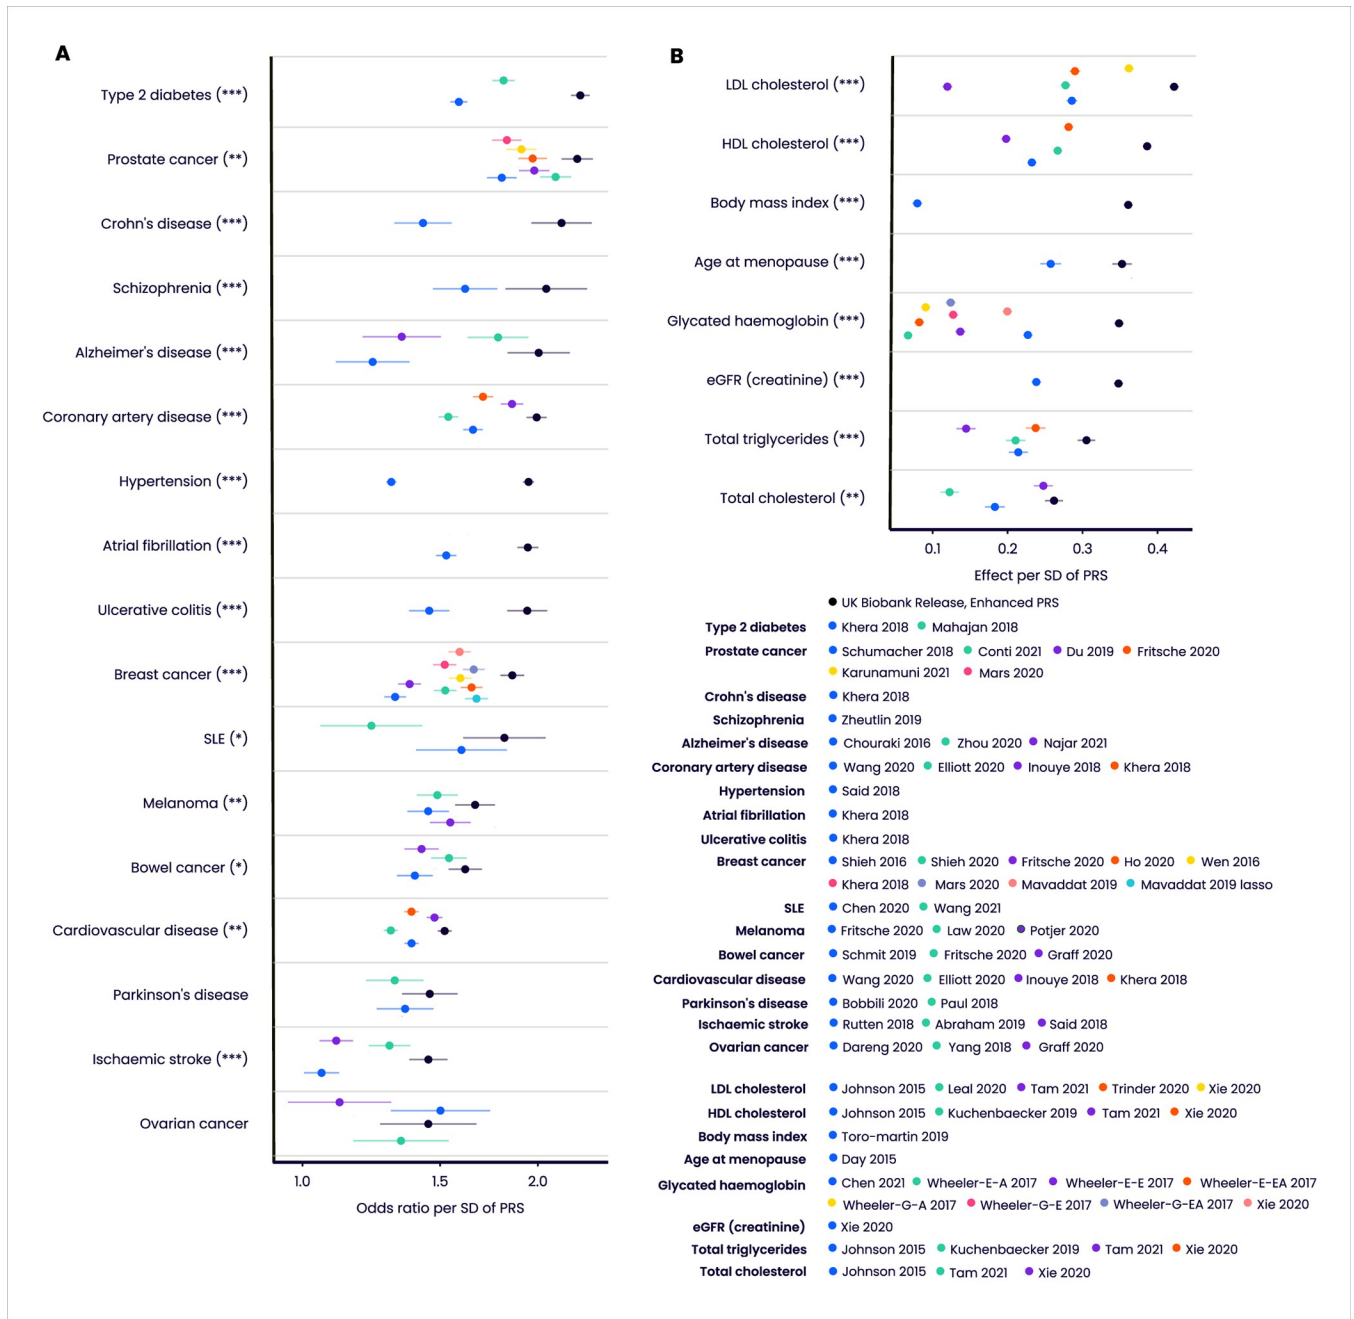 A
Type 2 diabetes (***)
Prostate cancer (**)
Crohn's disease (***)
Schizophrenia (***)
Alzheimer's disease (***)
Coronary artery disease (***)
Hypertension (***)
Atrial fibrillation (***)
Ulcerative colitis (***)
Breast cancer (***)
SLE (*)
Melanoma (**)
Bowel cancer (*)
Cardiovascular disease (**)
Parkinson's disease
Ischaemic stroke (***)
Ovarian cancer
1.0 1.5 2.0
Odds ratio per SD of PRS
B
LDL cholesterol (***)
HDL cholesterol (***)
Body mass index (***)
Age at menopause (***)
Glycated haemoglobin (***)
eGFR (creatinine) (***)
Total triglycerides (***)
Total cholesterol (**)
0.1 0.2 0.3 0.4
Effect per SD of PRS
UK Biobank Release, Enhanced PRS
Type 2 diabetes Khera 2018 Mahajan 2018
Prostate cancer Schumacher 2018 Conti 2021 Du 2019 Fritsche 2020
Karunamuni 2021 Mars 2020
Crohn's disease Khera 2018
Schizophrenia Zheutlin 2019
Alzheimer's disease Chouraki 2016 Zhou 2020 Najar 2021
Coronary artery disease Wang 2020 Elliott 2020 Inouye 2018 Khera 2018
Hypertension Said 2018
Atrial fibrillation Khera 2018
Ulcerative colitis Khera 2018
Breast cancer Shieh 2016 Shieh 2020 Fritsche 2020 Ho 2020 Wen 2016
Khera 2018 Mars 2020 Mavaddat 2019 Mavaddat 2019 lasso
SLE Chen 2020 Wang 2021
Melanoma Fritsche 2020 Law 2020 Potjer 2020
Bowel cancer Schmit 2019 Fritsche 2020 Graff 2020
Cardiovascular disease Wang 2020 Elliott 2020 Inouye 2018 Khera 2018
Parkinson's disease Bobbili 2020 Paul 2018
Ischaemic stroke Rutten 2018 Abraham 2019 Said 2018
Ovarian cancer Dareng 2020 Yang 2018 Graff 2020
LDL cholesterol Johnson 2015 Leal 2020 Tam 2021 Trinder 2020 Xie 2020
HDL cholesterol Johnson 2015 Kuchenbaecker 2019 Tam 2021 Xie 2020
Body mass index Toro-martin 2019
Age at menopause Day 2015
Glycated haemoglobin Chen 2021 Wheeler-E-A 2017 Wheeler-E-E 2017 Wheeler-E-EA 2017
Wheeler-G-A 2017 Wheeler-G-E 2017 Wheeler-G-EA 2017 Xie 2020
eGFR (creatinine) Xie 2020
Total triglycerides Johnson 2015 Kuchenbaecker 2019 Tam 2021 Xie 2020
Total cholesterol Johnson 2015 Tam 2021 Xie 2020